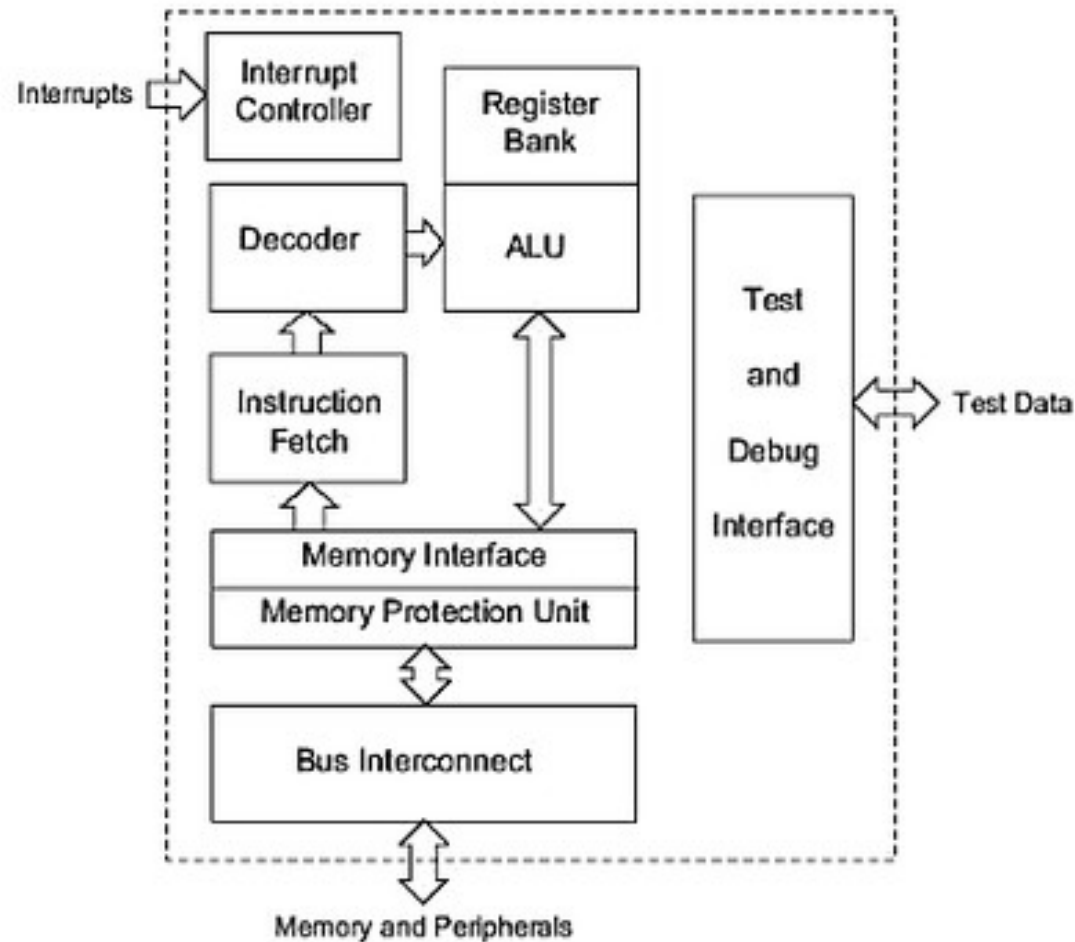 Interrupts
Interrupt
Controller
Register
Bank
Decoder
ALU
Instruction
Fetch
Test
and
Debug
Interface
Test Data
Memory Interface
Memory Protection Unit
Bus Interconnect
Memory and Peripherals